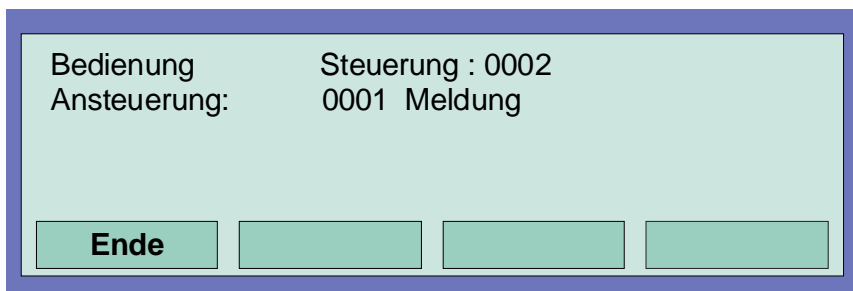 Bedienung Steuerung : 0002
Ansteuerung: 0001 Meldung
Ende